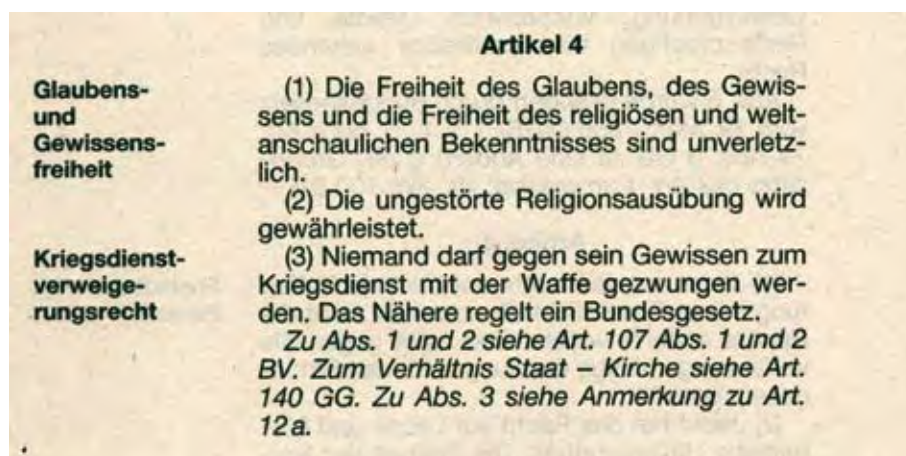 Artikel 4
Glaubens-
und
Gewissens-
freiheit
(1) Die Freiheit des Glaubens, des Gewis-
sens und die Freiheit des religiösen und welt-
anschaulichen Bekenntnisses sind unverletz-
lich.
(2) Die ungestörte Religionsausübung wird
gewährleistet.
Kriegsdienst-
verweige-
rungsrecht
(3) Niemand darf gegen sein Gewissen zum
Kriegsdienst mit der Waffe gezwungen wer-
den. Das Nähere regelt ein Bundesgesetz.
Zu Abs. 1 und 2 siehe Art. 107 Abs. 1 und 2
BV. Zum Verhältnis Staat – Kirche siehe Art.
140 GG. Zu Abs. 3 siehe Anmerkung zu Art.
12a.